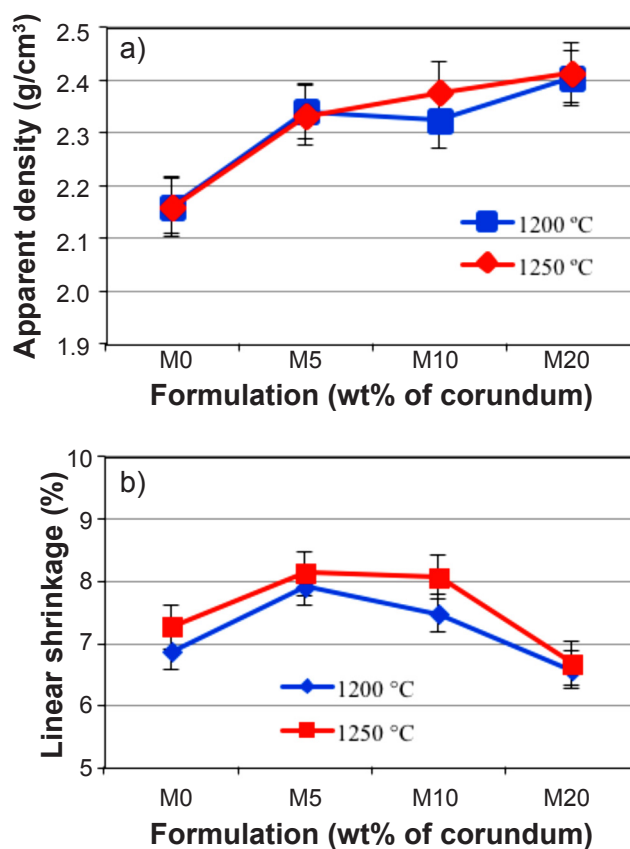 a)
Apparent density (g/cm³)
2.5
2.4
2.3
2.2
2.1
2.0
1.9
1200 ºC
1250 ºC
M0 M5 M10 M20
Formulation (wt% of corundum)
b)
Linear shrinkage (%)
10
9
8
7
6
5
1200 °C
1250 °C
M0 M5 M10 M20
Formulation (wt% of corundum)